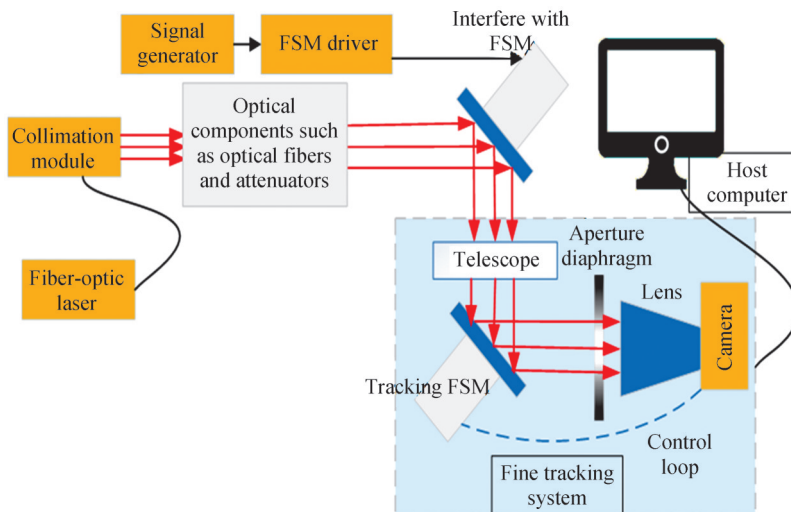 Signal
generator
FSM driver
Interfere with
FSM
Collimation
module
Optical
components such
as optical fibers
and attenuators
Host
computer
Fiber-optic
laser
Telescope
Aperture
diaphragm
Lens
Camera
Tracking FSM
Control
loop
Fine tracking
system